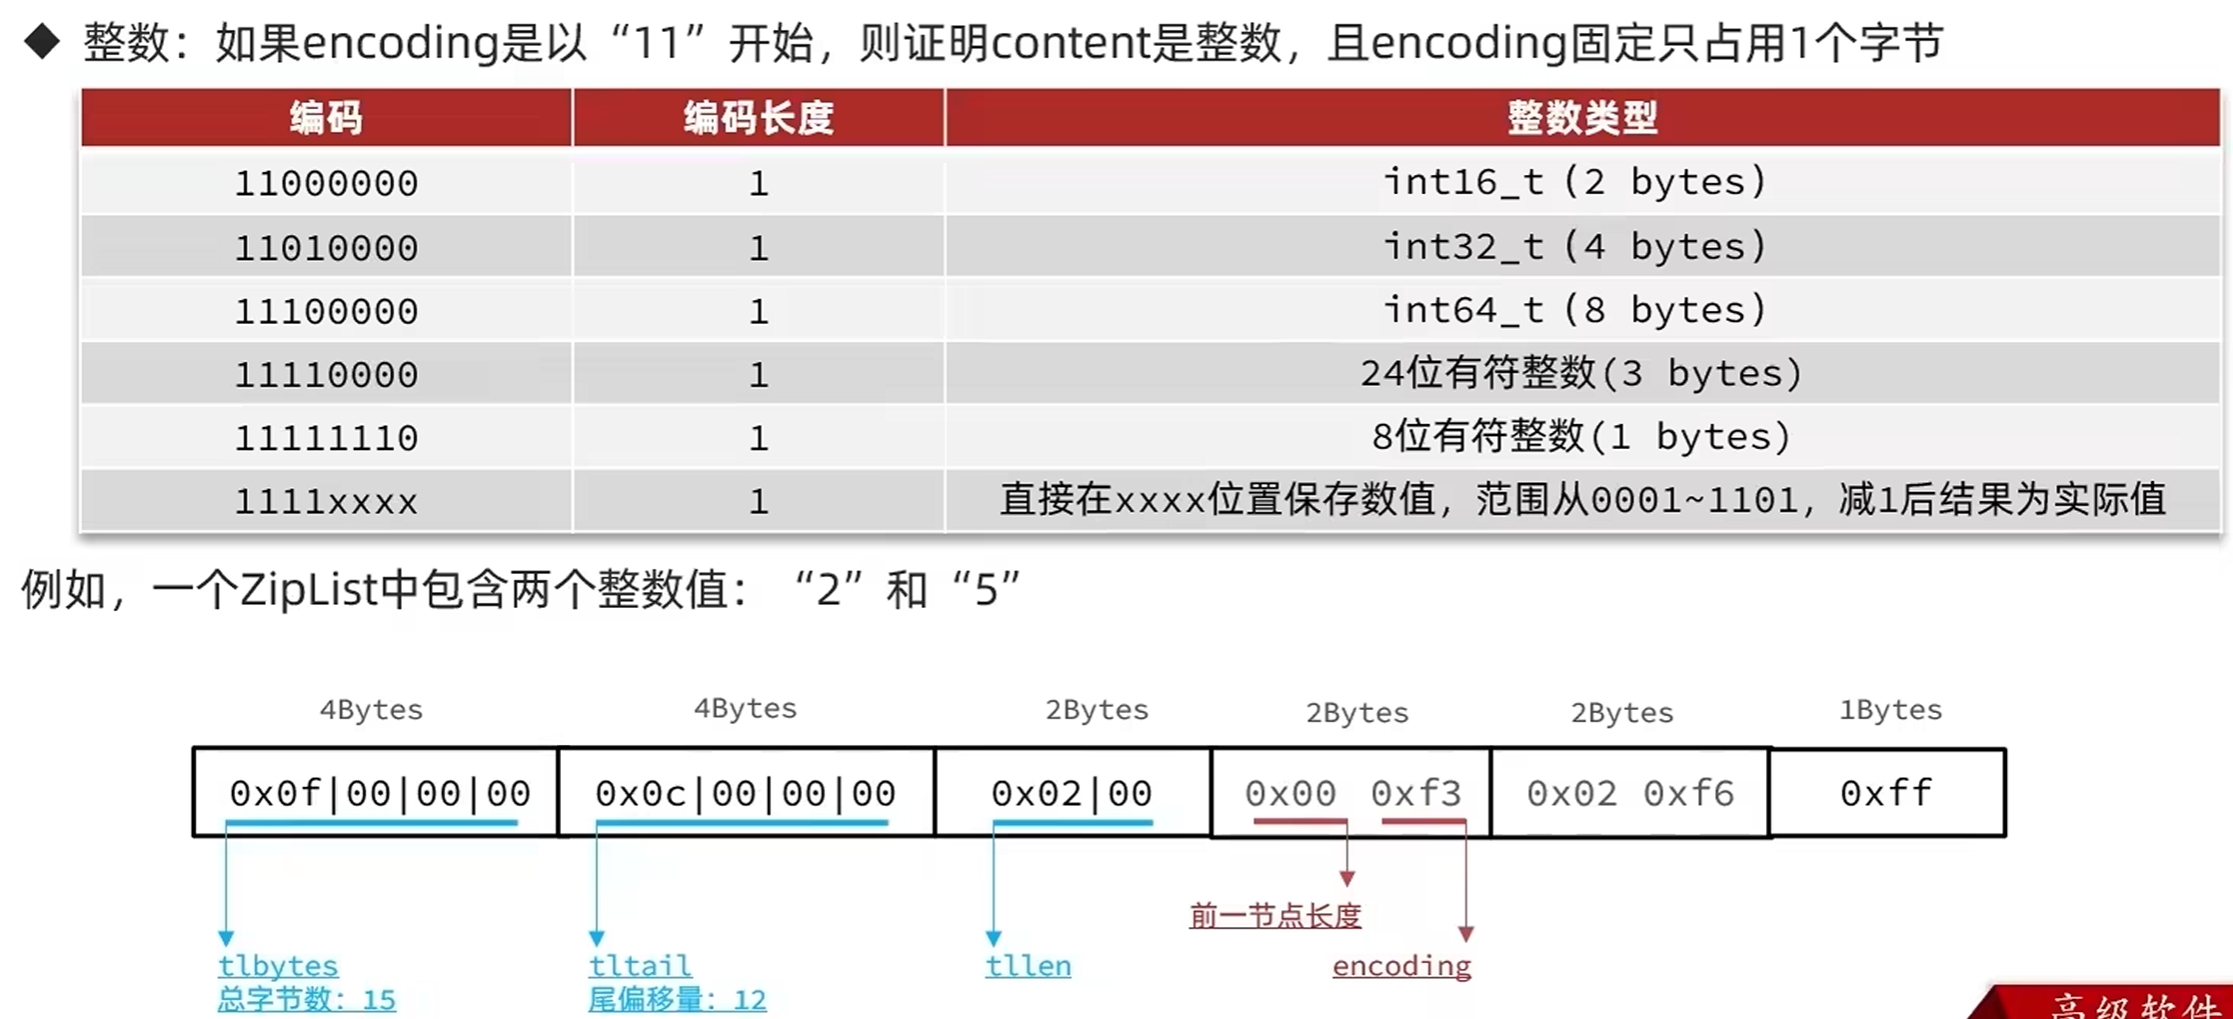 ◆ 整数：如果encoding是以“11”开始，则证明content是整数，且encoding固定只占用1个字节
编码 编码长度 整数类型
11000000 1 int16_t (2 bytes)
11010000 1 int32_t (4 bytes)
11100000 1 int64_t (8 bytes)
11110000 1 24位有符整数(3 bytes)
11111110 1 8位有符整数(1 bytes)
1111xxxx 1 直接在xxxx位置保存数值，范围从0001~1101，减1后结果为实际值
例如，一个ZipList中包含两个整数值：“2”和“5”
4Bytes 4Bytes 2Bytes 2Bytes 2Bytes 1Bytes
0x0f|00|00|00 0x0c|00|00|00 0x02|00 0x00 0xf3 0x02 0xf6 0xff
前一节点长度
tlbytes tltail tllen encoding
总字节数：15 尾偏移量：12
高级软件